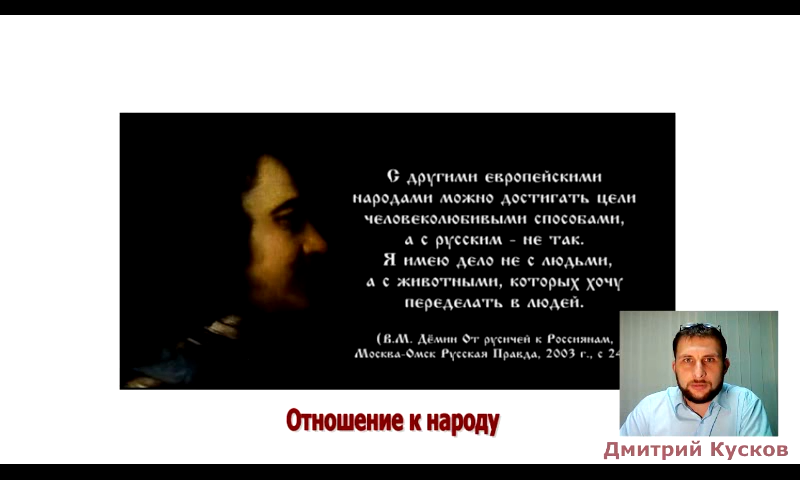 С другими европейскими
народами можно достигать цели
человеколюбивыми способами,
а с русским - не так.
Я имею дело не с людьми,
а с животными, которых хочу
переделать в людей.
(В.М. Дёмин От русичей к Россиянам,
Москва-Омск Русская Правда, 2003 г., с 24
Отношение к народу
Дмитрий Кусков